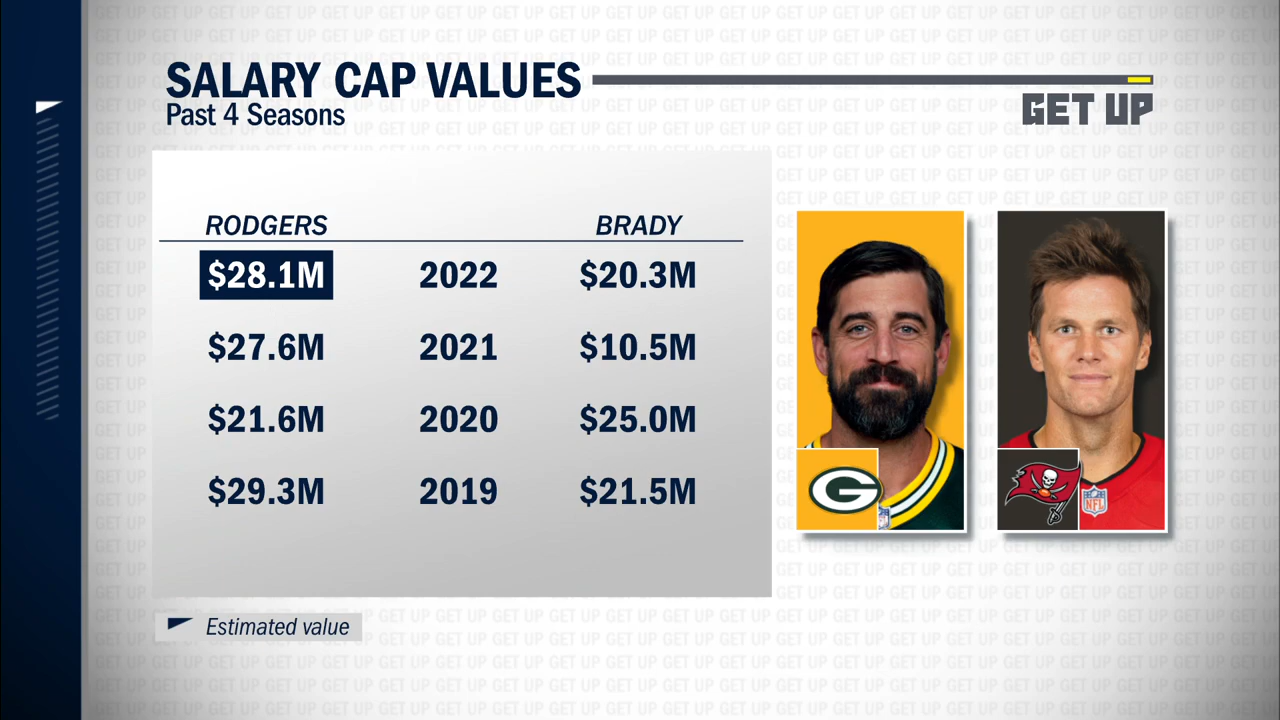 SALARY CAP VALUES
Past 4 Seasons
GET UP
RODGERS BRADY
$28.1M 2022 $20.3M
$27.6M 2021 $10.5M
$21.6M 2020 $25.0M
$29.3M 2019 $21.5M
G
NFL
Estimated value